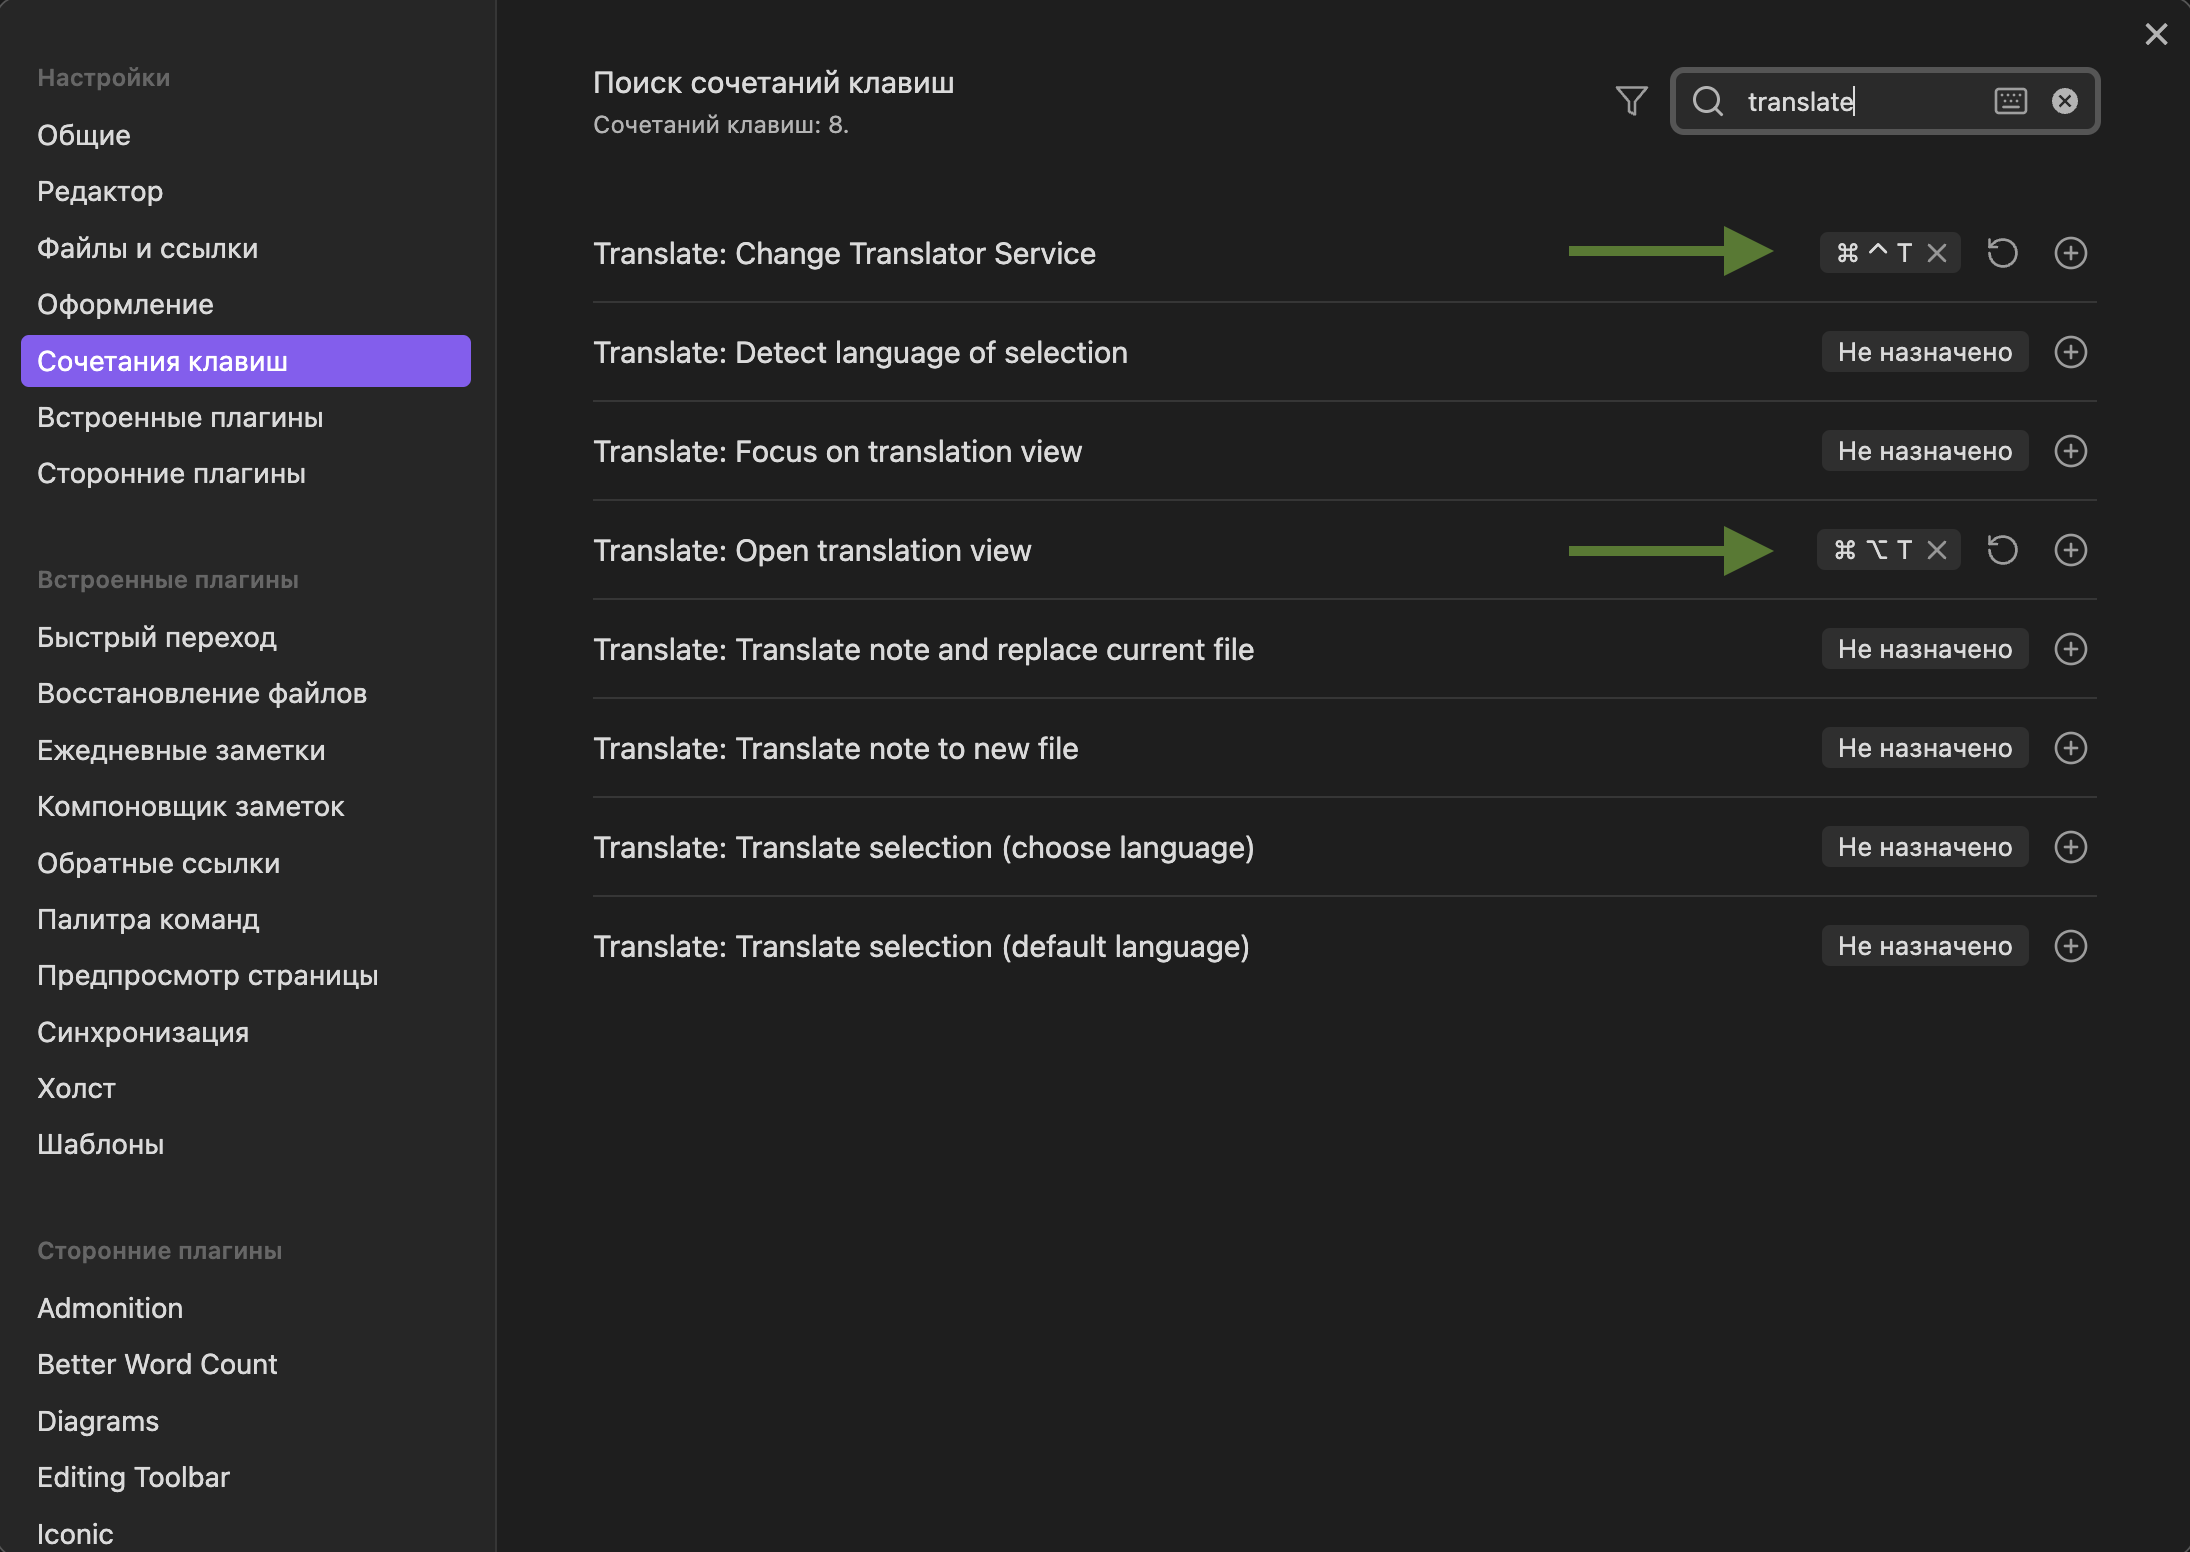 Настройки
Общие
Редактор
Файлы и ссылки
Оформление
Сочетания клавиш
Встроенные плагины
Сторонние плагины
Встроенные плагины
Быстрый переход
Восстановление файлов
Ежедневные заметки
Компоновщик заметок
Обратные ссылки
Палитра команд
Предпросмотр страницы
Синхронизация
Холст
Шаблоны
Сторонние плагины
Admonition
Better Word Count
Diagrams
Editing Toolbar
Iconic
Поиск сочетаний клавиш
Сочетаний клавиш: 8.
translate
Translate: Change Translator Service ⌘ ^ T
Translate: Detect language of selection Не назначено
Translate: Focus on translation view Не назначено
Translate: Open translation view ⌘ ⌥ T
Translate: Translate note and replace current file Не назначено
Translate: Translate note to new file Не назначено
Translate: Translate selection (choose language) Не назначено
Translate: Translate selection (default language) Не назначено